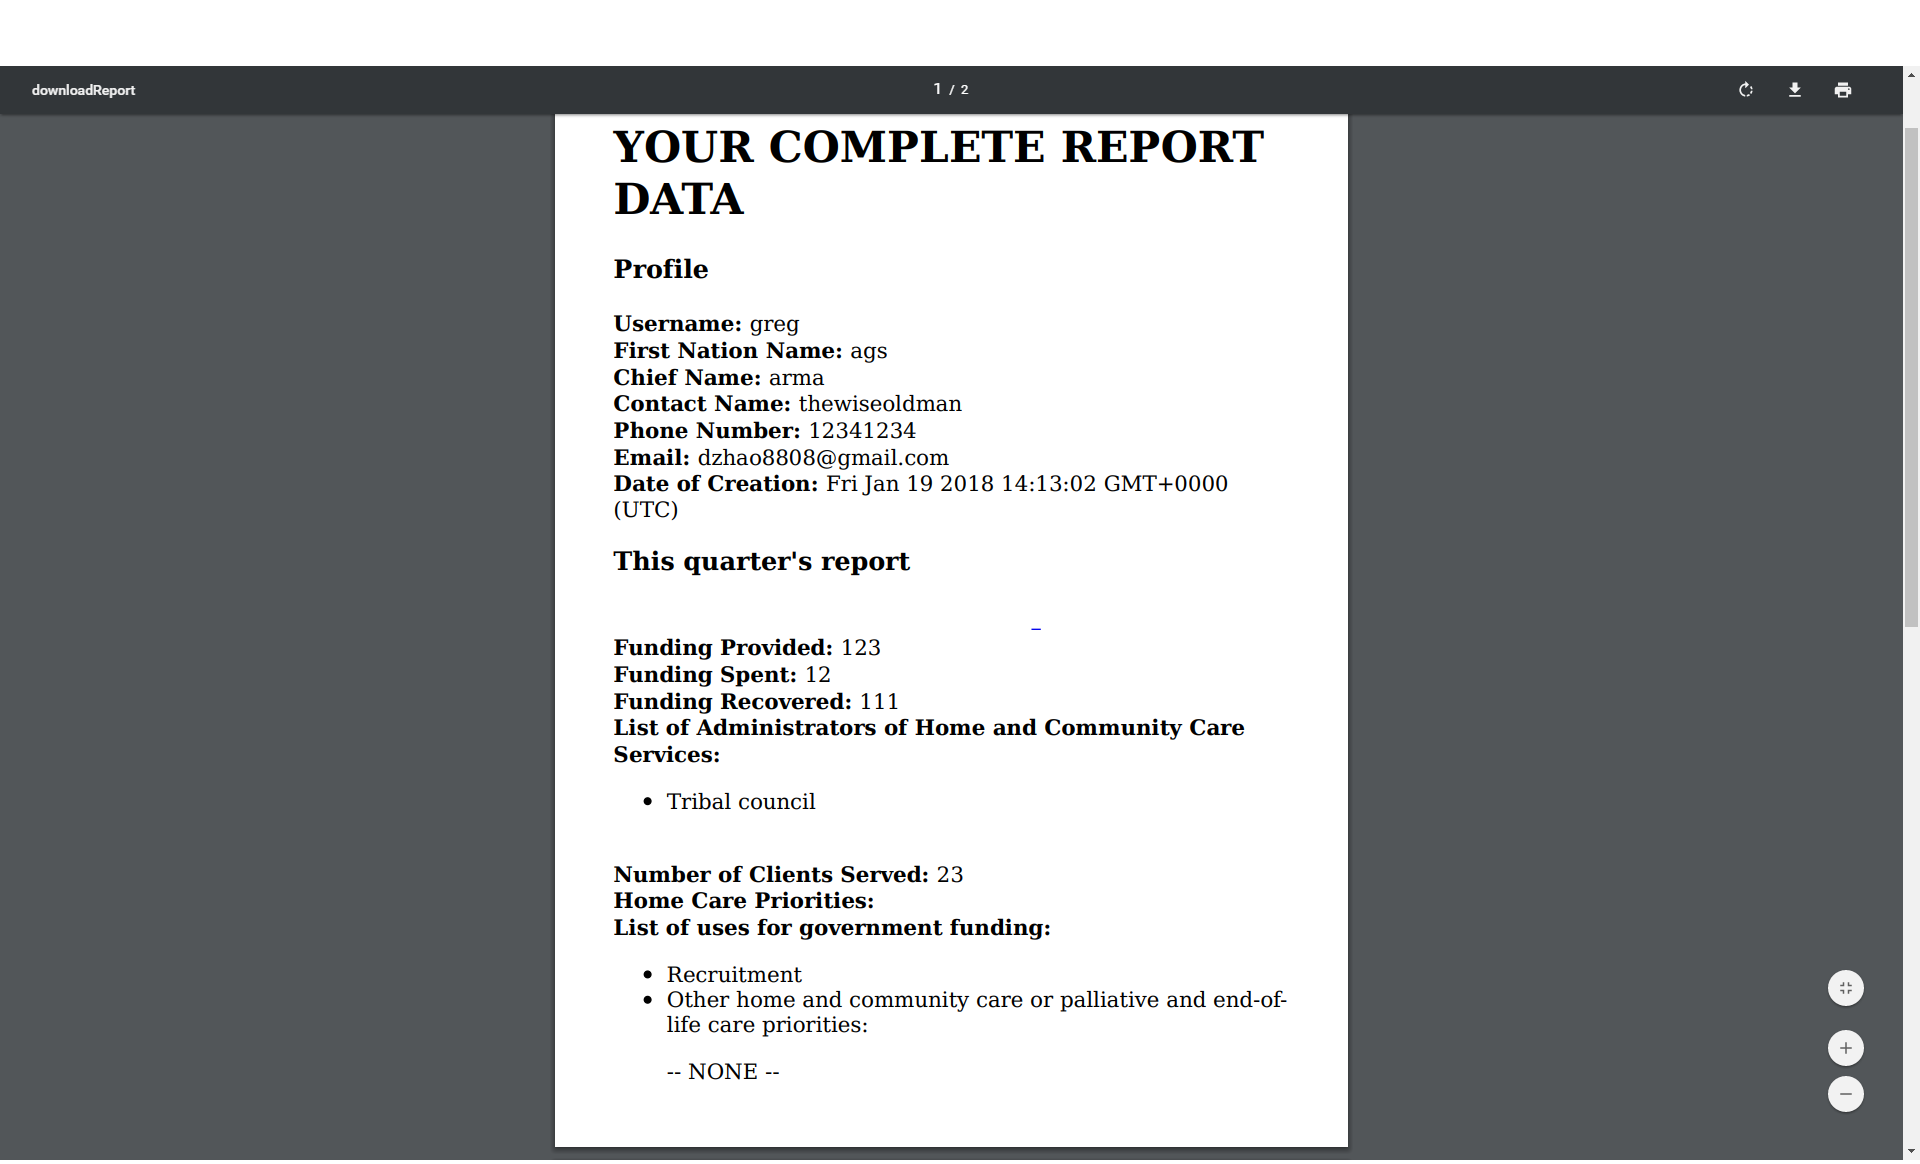 downloadReport
1 / 2
YOUR COMPLETE REPORT
DATA
Profile
Username: greg
First Nation Name: ags
Chief Name: arma
Contact Name: thewiseoldman
Phone Number: 12341234
Email: dzhao8808@gmail.com
Date of Creation: Fri Jan 19 2018 14:13:02 GMT+0000
(UTC)
This quarter's report
Funding Provided: 123
Funding Spent: 12
Funding Recovered: 111
List of Administrators of Home and Community Care
Services:
• Tribal council
Number of Clients Served: 23
Home Care Priorities:
List of uses for government funding:
• Recruitment
• Other home and community care or palliative and end-of-
life care priorities:
-- NONE --